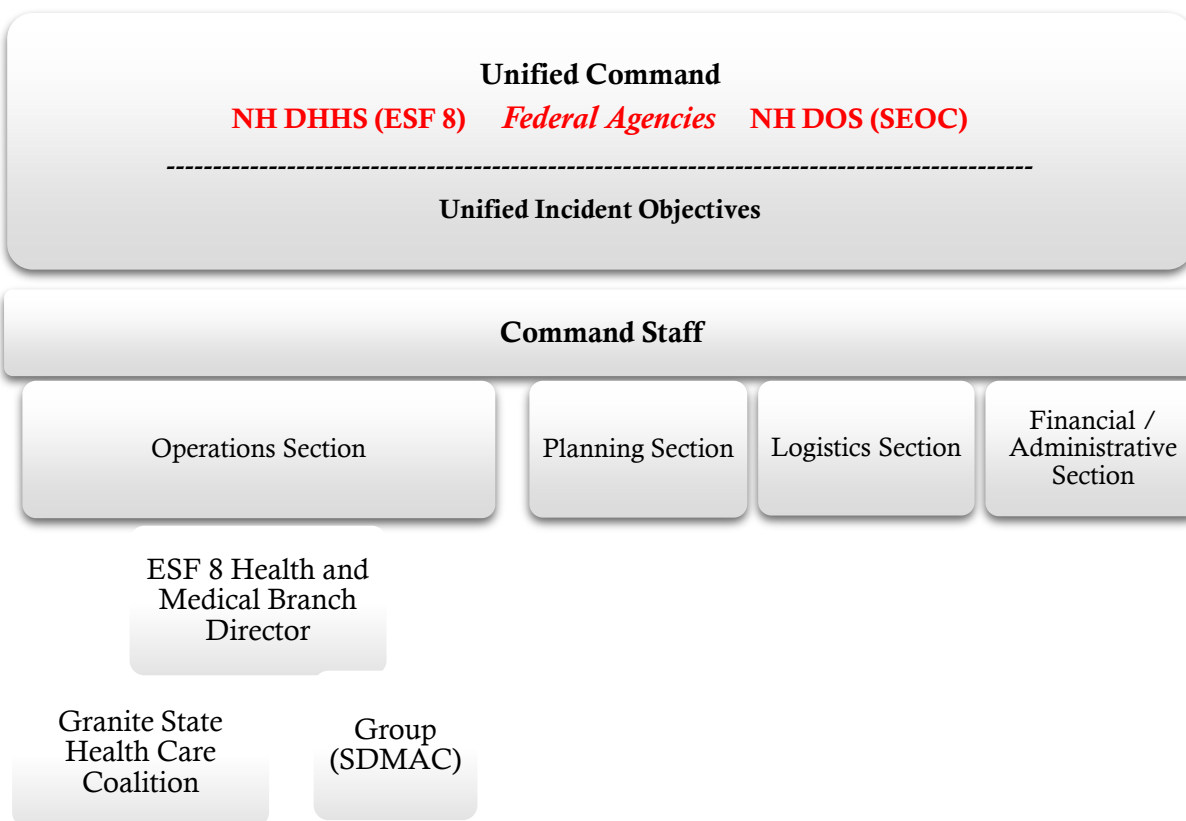 Unified Command
NH DHHS (ESF 8) Federal Agencies NH DOS (SEOC)
---------------------------------------------------------------------------------------------
Unified Incident Objectives
Command Staff
Operations Section
Planning Section
Logistics Section
Financial /
Administrative
Section
ESF 8 Health and
Medical Branch
Director
Granite State
Health Care
Coalition
Group
(SDMAC)